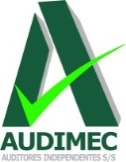 AUDIMEC
AUDITORES INDEPENDENTES S/S